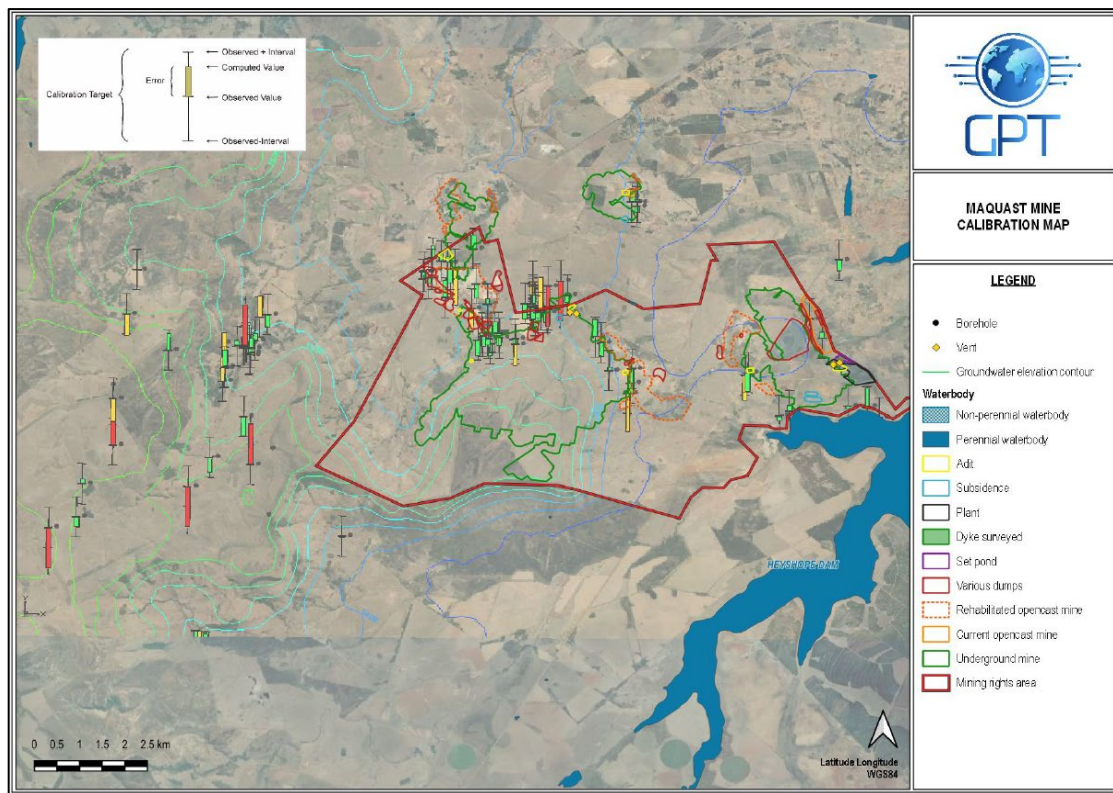 Observed + Interval
Computed Value
Error
Calibration Target
Observed Value
Observed-Interval
GPT
MAQUAST MINE
CALIBRATION MAP
LEGEND
Borehole
Vent
Groundwater elevation contour
Waterbody
Non-perennial waterbody
Perennial waterbody
Adit
Subsidence
Plant
Dyke surveyed
Set pond
Various dumps
Rehabilitated opencast mine
Current opencast mine
Underground mine
Mining rights area
HEYSHOPE DAM
0 0.5 1 1.5 2 2.5 km
Latitude Longitude
WGS84